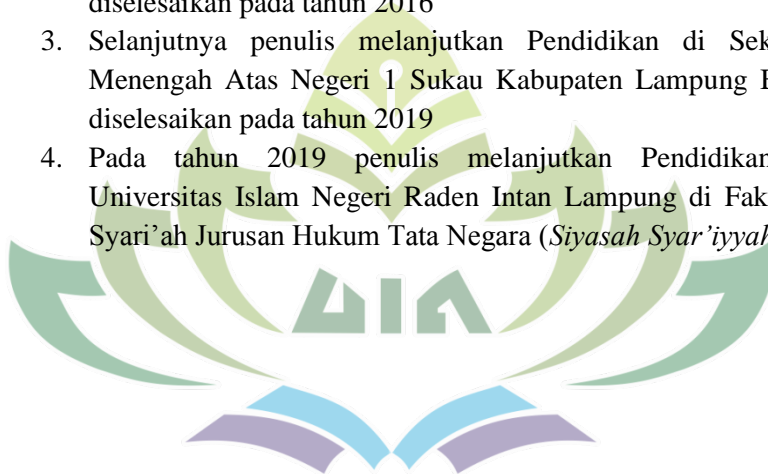 diselesaikan pada tahun 2016
3. Selanjutnya penulis melanjutkan Pendidikan di Sek
Menengah Atas Negeri 1 Sukau Kabupaten Lampung
diselesaikan pada tahun 2019
4. Pada tahun 2019 penulis melanjutkan Pendidikan
Universitas Islam Negeri Raden Intan Lampung di Fak
Syari’ah Jurusan Hukum Tata Negara (Siyasah Syar’iyyah
UIN